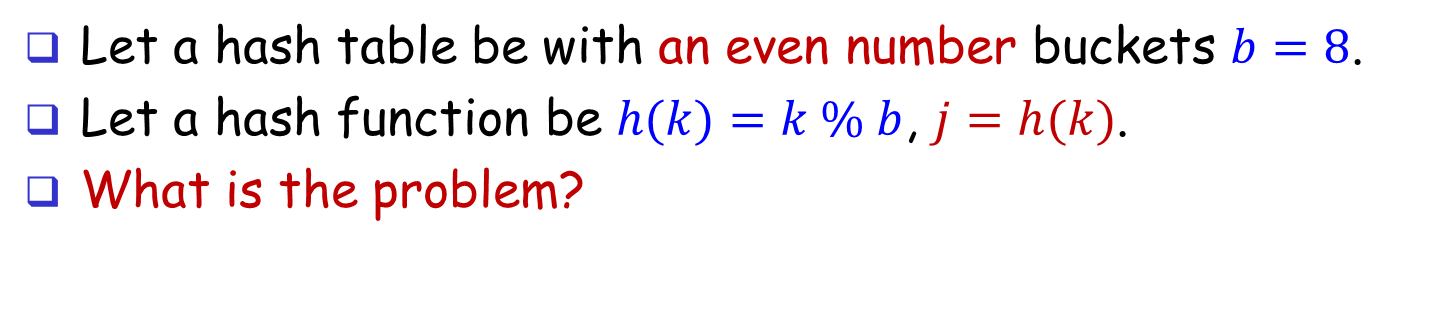 ❑ Let a hash table be with an even number buckets b = 8.
❑ Let a hash function be h(k) = k % b, j = h(k).
❑ What is the problem?